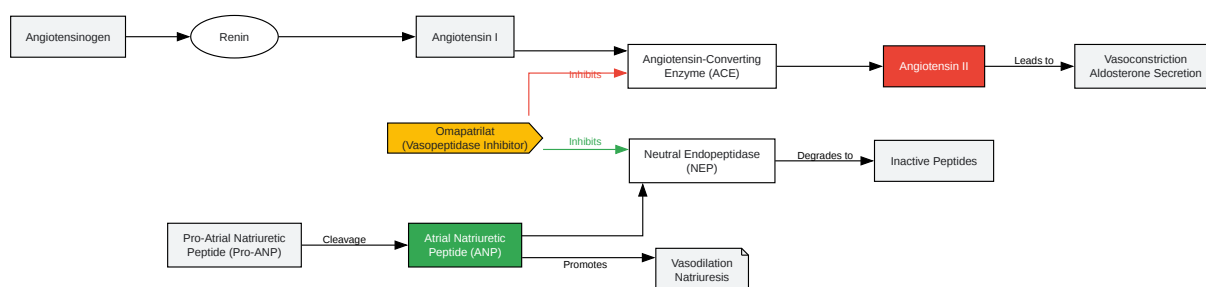 Angiotensinogen
Renin
Angiotensin I
Angiotensin-Converting
Enzyme (ACE)
Angiotensin II
Leads to
Vasoconstriction
Aldosterone Secretion
Inhibits
Omapatrilat
(Vasopeptidase Inhibitor)
Inhibits
Neutral Endopeptidase
(NEP)
Degrades to
Inactive Peptides
Pro-Atrial Natriuretic
Peptide (Pro-ANP)
Cleavage
Atrial Natriuretic
Peptide (ANP)
Promotes
Vasodilation
Natriuresis